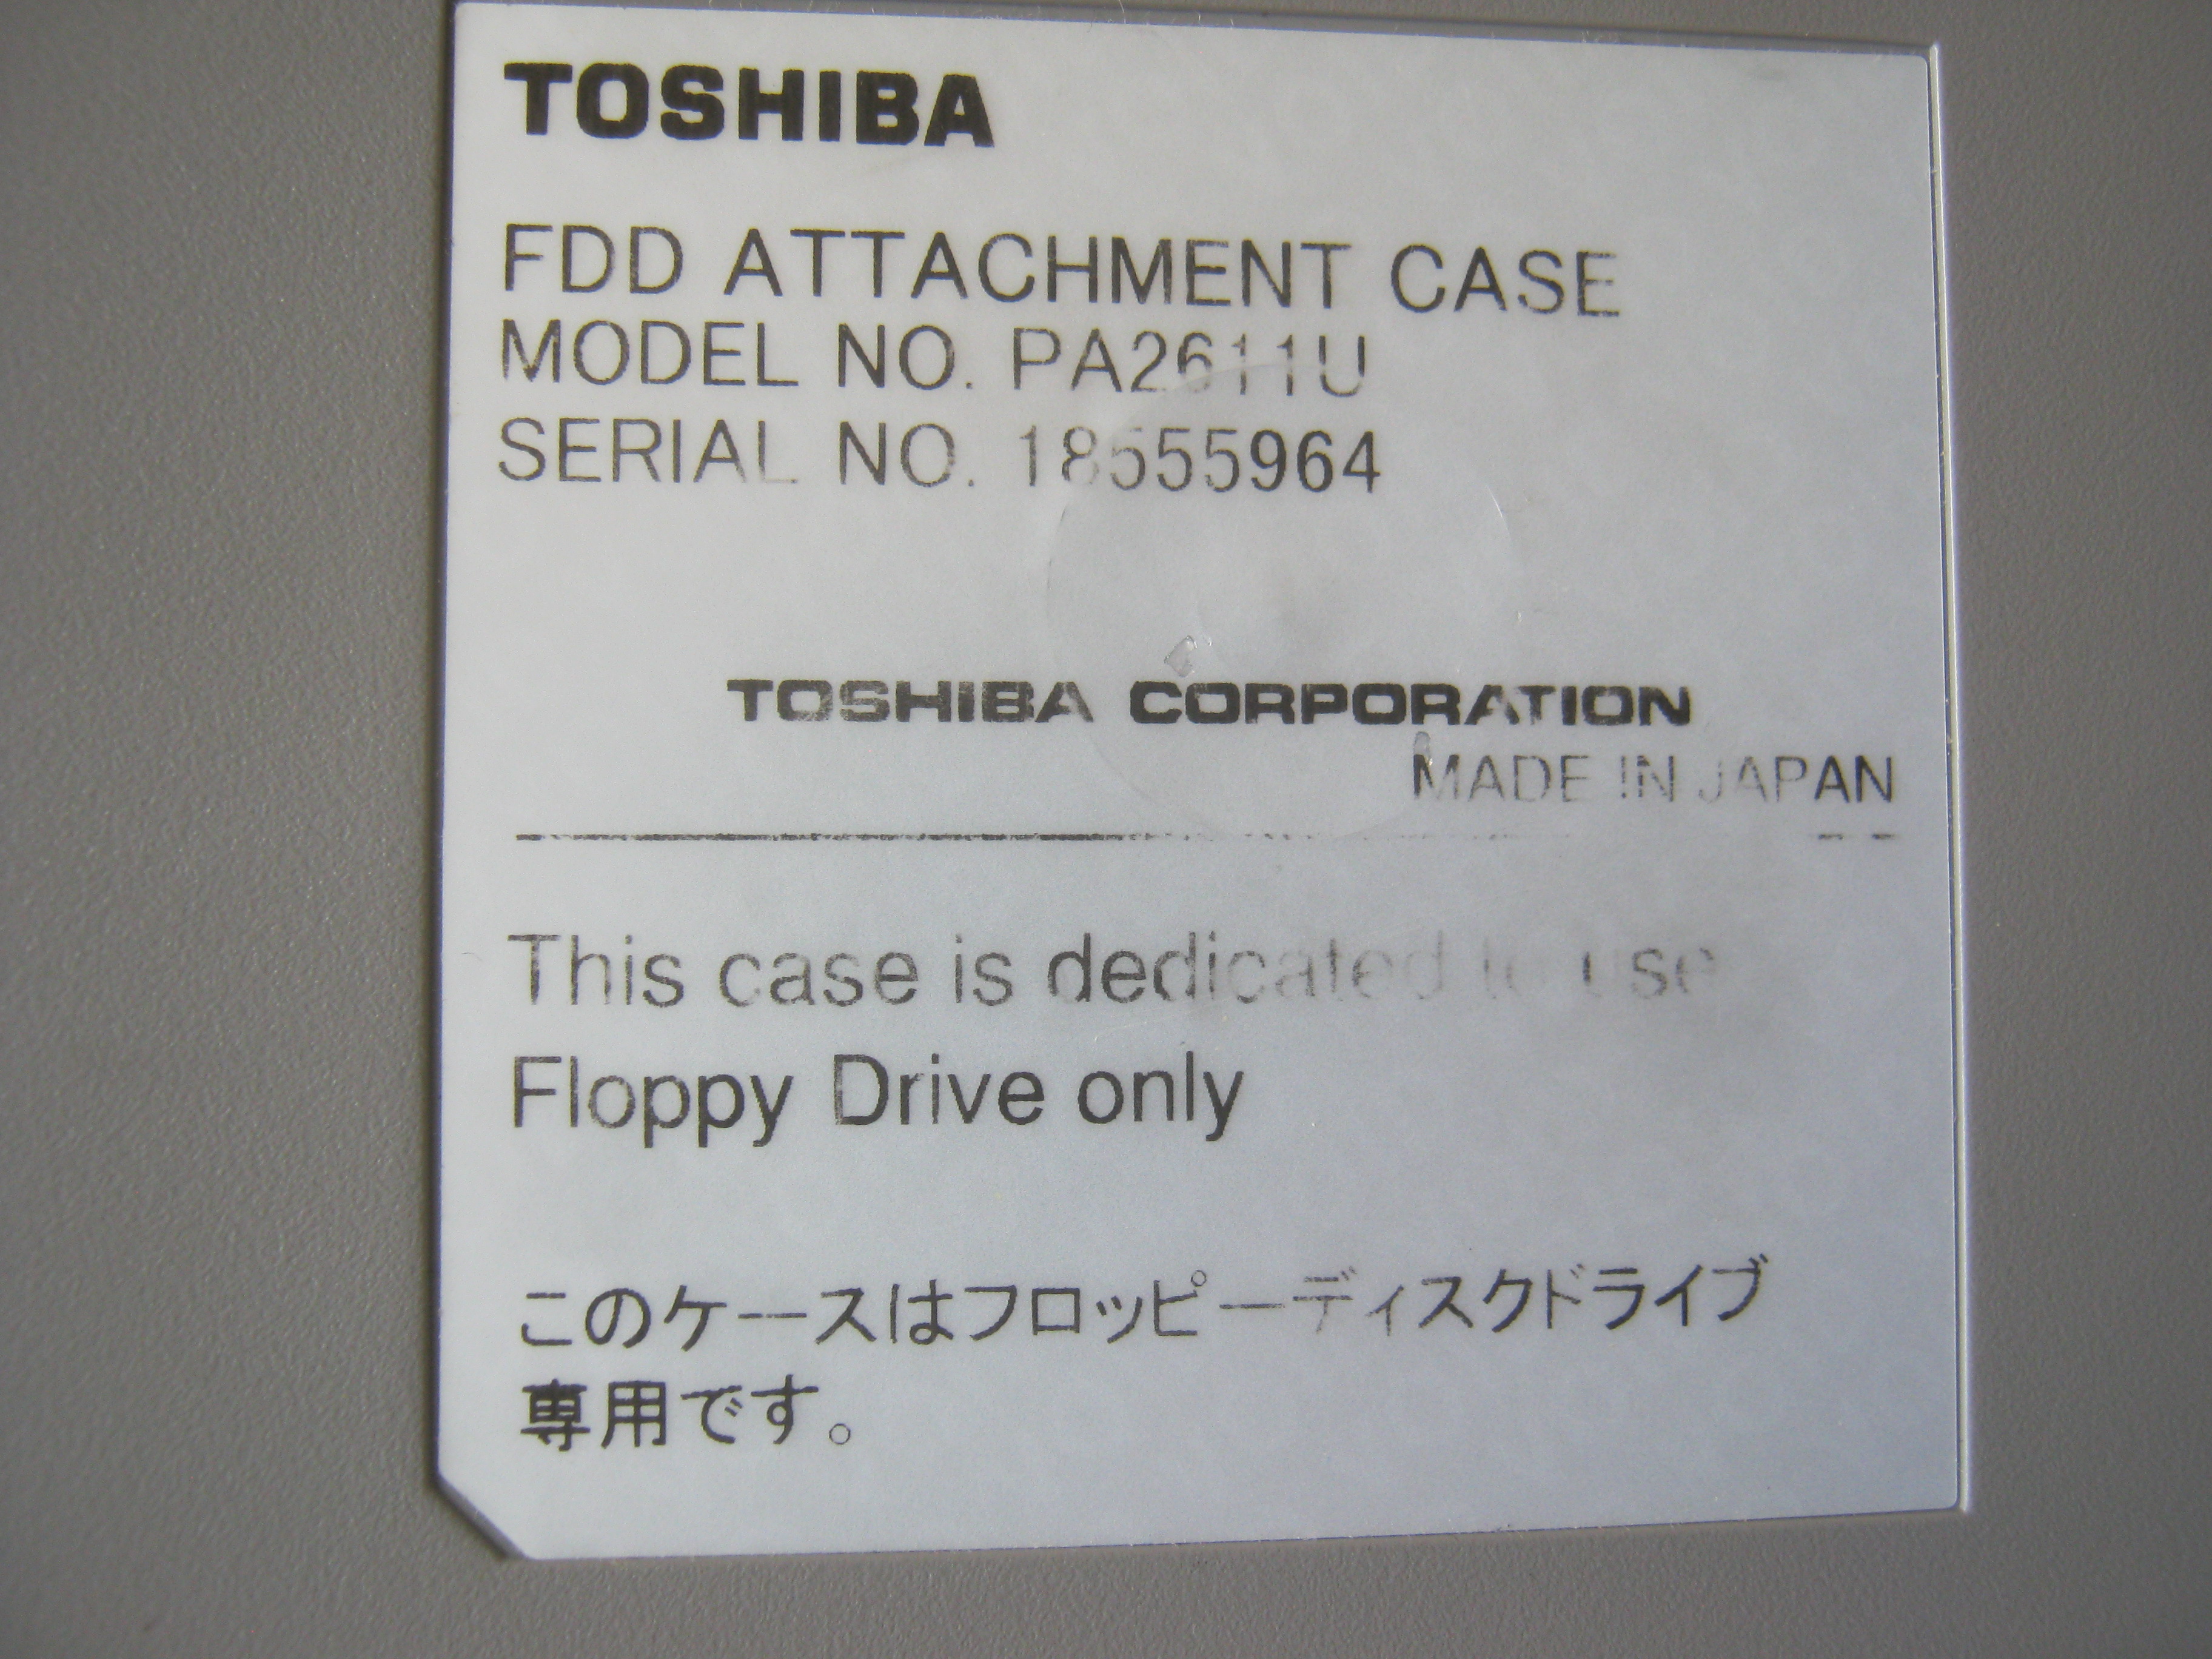 TOSHIBA
FDD ATTACHMENT CASE
MODEL NO. PA2611U
SERIAL NO. 18555964
TOSHIBA CORPORATION
MADE IN JAPAN
This case is dedicated to use
Floppy Drive only
このケースはフロッピーディスクドライブ
専用です。